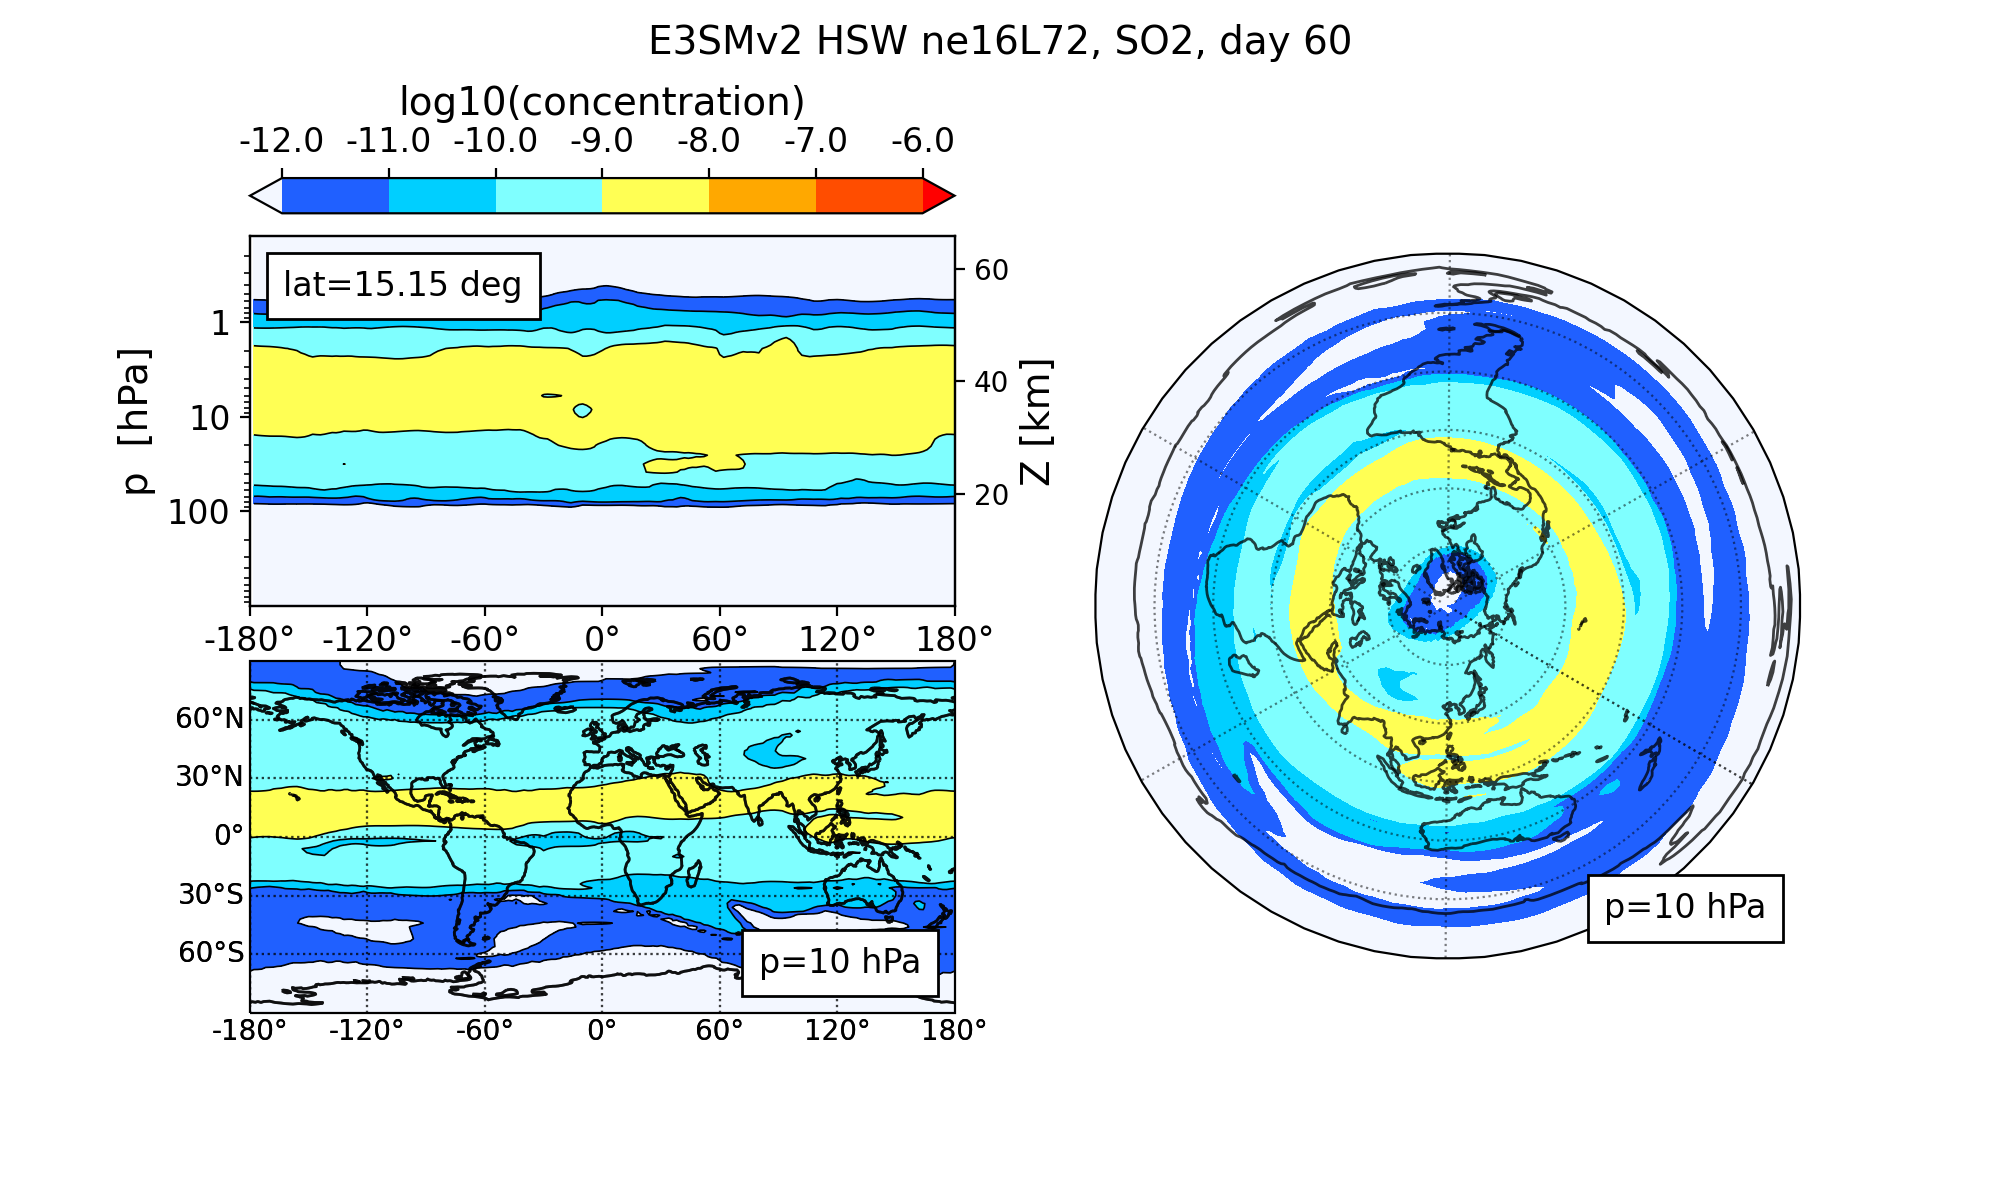 E3SMv2 HSW ne16L72, SO2, day 60
log10(concentration)
-12.0 -11.0 -10.0 -9.0 -8.0 -7.0 -6.0
lat=15.15 deg
p [hPa]
1
10
100
60
40
20
Z [km]
-180° -120° -60° 0° 60° 120° 180°
60°N
30°N
0°
30°S
60°S
p=10 hPa
-180° -120° -60° 0° 60° 120° 180°
p=10 hPa